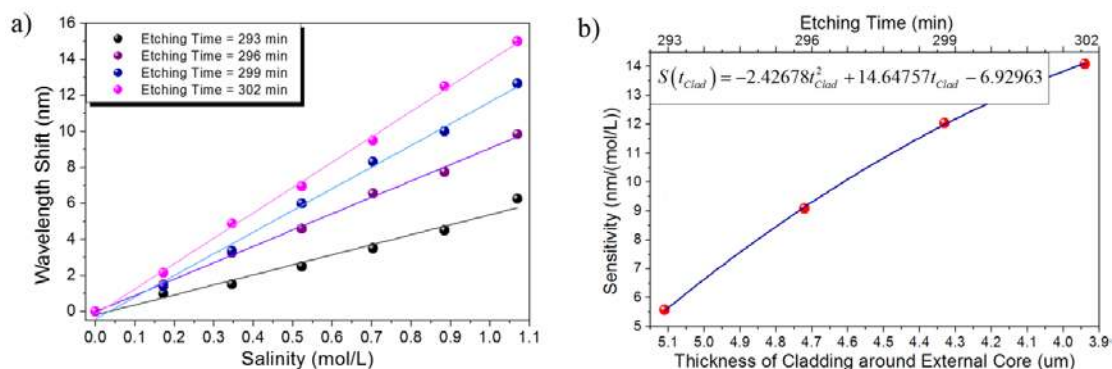 a)
16
14
12
10
8
6
4
2
0
Wavelength Shift (nm)
Etching Time = 293 min
Etching Time = 296 min
Etching Time = 299 min
Etching Time = 302 min
0.0 0.1 0.2 0.3 0.4 0.5 0.6 0.7 0.8 0.9 1.0 1.1
Salinity (mol/L)
b)
Etching Time (min)
293 296 299 302
14
13
12
11
10
9
8
7
6
5
Sensitivity (nm/(mol/L))
S(t_Clad) = −2.42678t²_Clad + 14.64757t_Clad − 6.92963
5.1 5.0 4.9 4.8 4.7 4.6 4.5 4.4 4.3 4.2 4.1 4.0 3.9
Thickness of Cladding around External Core (um)